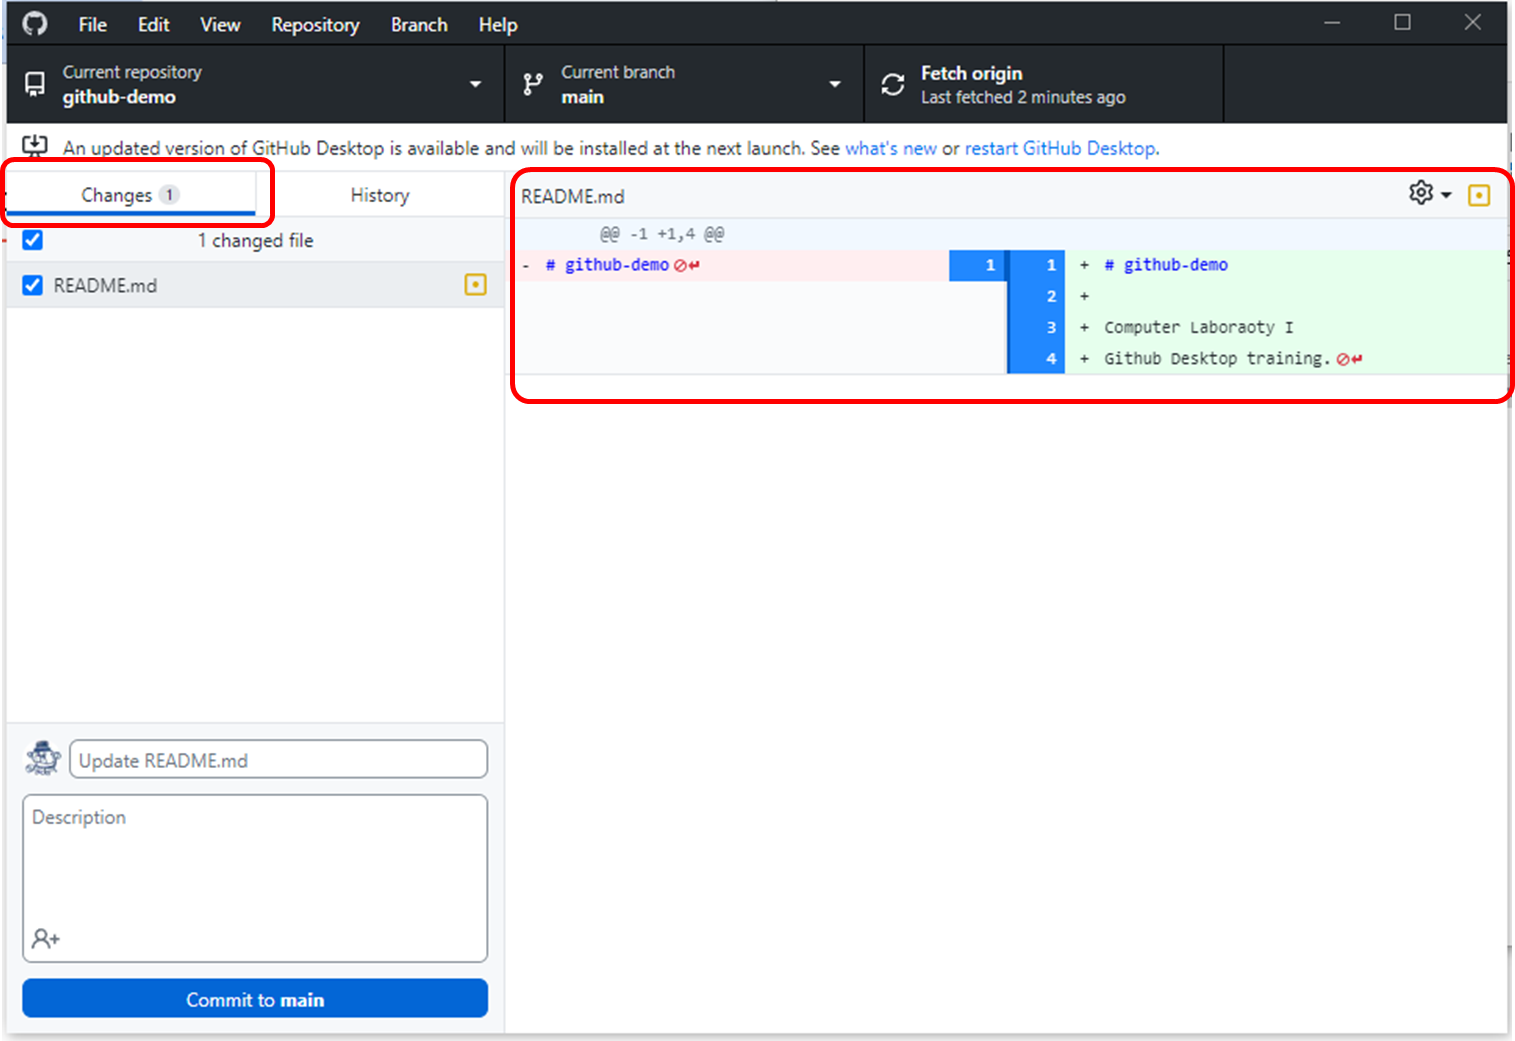 File Edit View Repository Branch Help
Current repository
github-demo
Current branch
main
Fetch origin
Last fetched 2 minutes ago
An updated version of GitHub Desktop is available and will be installed at the next launch. See what's new or restart GitHub Desktop.
Changes 1
History
1 changed file
README.md
README.md
@@ -1 +1,4 @@
- # github-demo 1
1 + # github-demo
2 +
3 + Computer Laboraoty I
4 + Github Desktop training.
Update README.md
Description
Commit to main